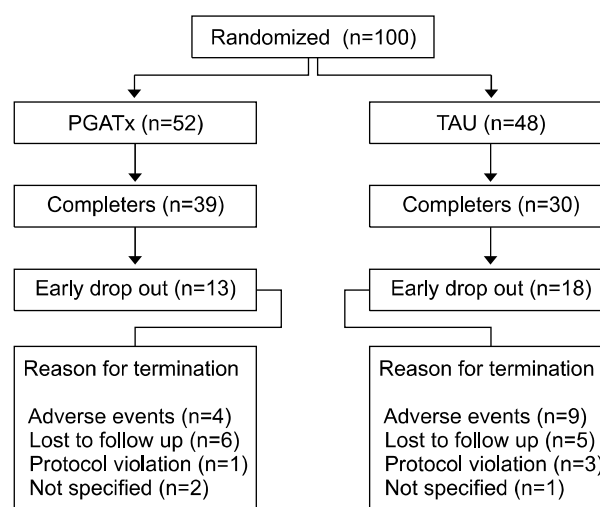 Randomized (n=100)
PGATx (n=52)
TAU (n=48)
Completers (n=39)
Completers (n=30)
Early drop out (n=13)
Early drop out (n=18)
Reason for termination
Adverse events (n=4)
Lost to follow up (n=6)
Protocol violation (n=1)
Not specified (n=2)
Reason for termination
Adverse events (n=9)
Lost to follow up (n=5)
Protocol violation (n=3)
Not specified (n=1)